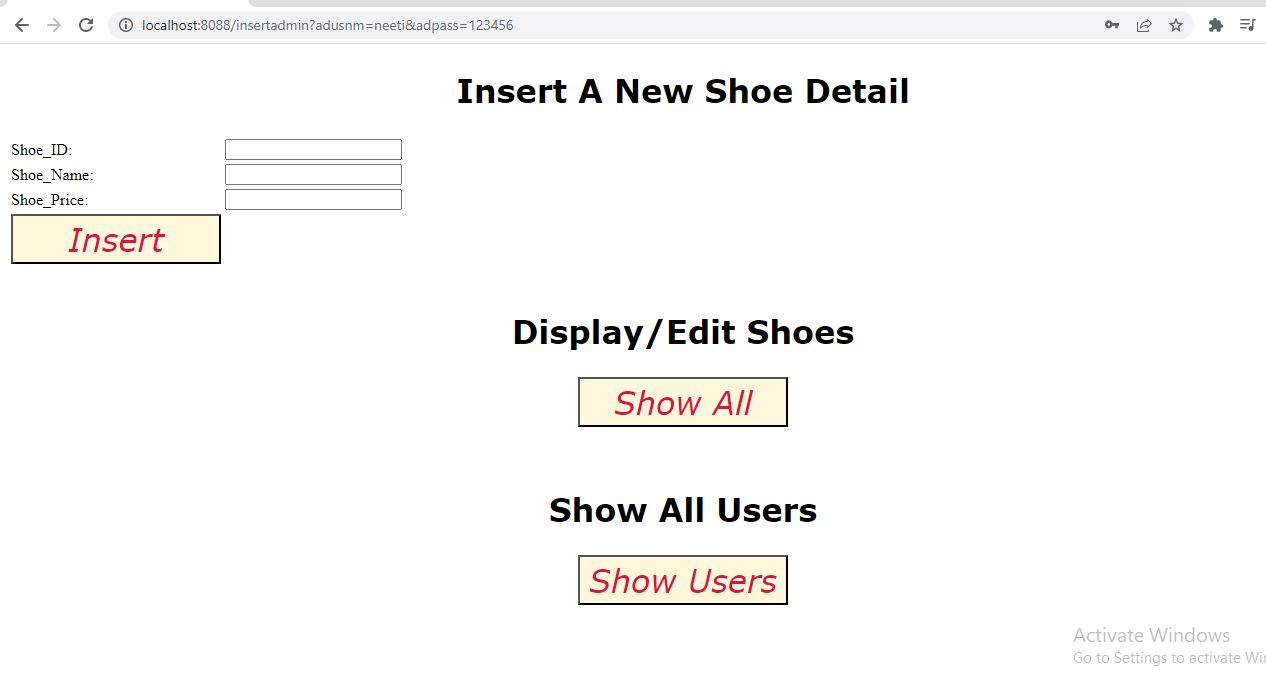 localhost:8088/insertadmin?adusnm=neeti&adpass=123456
Insert A New Shoe Detail
Shoe_ID:
Shoe_Name:
Shoe_Price:
Insert
Display/Edit Shoes
Show All
Show All Users
Show Users
Activate Windows
Go to Settings to activate Wi